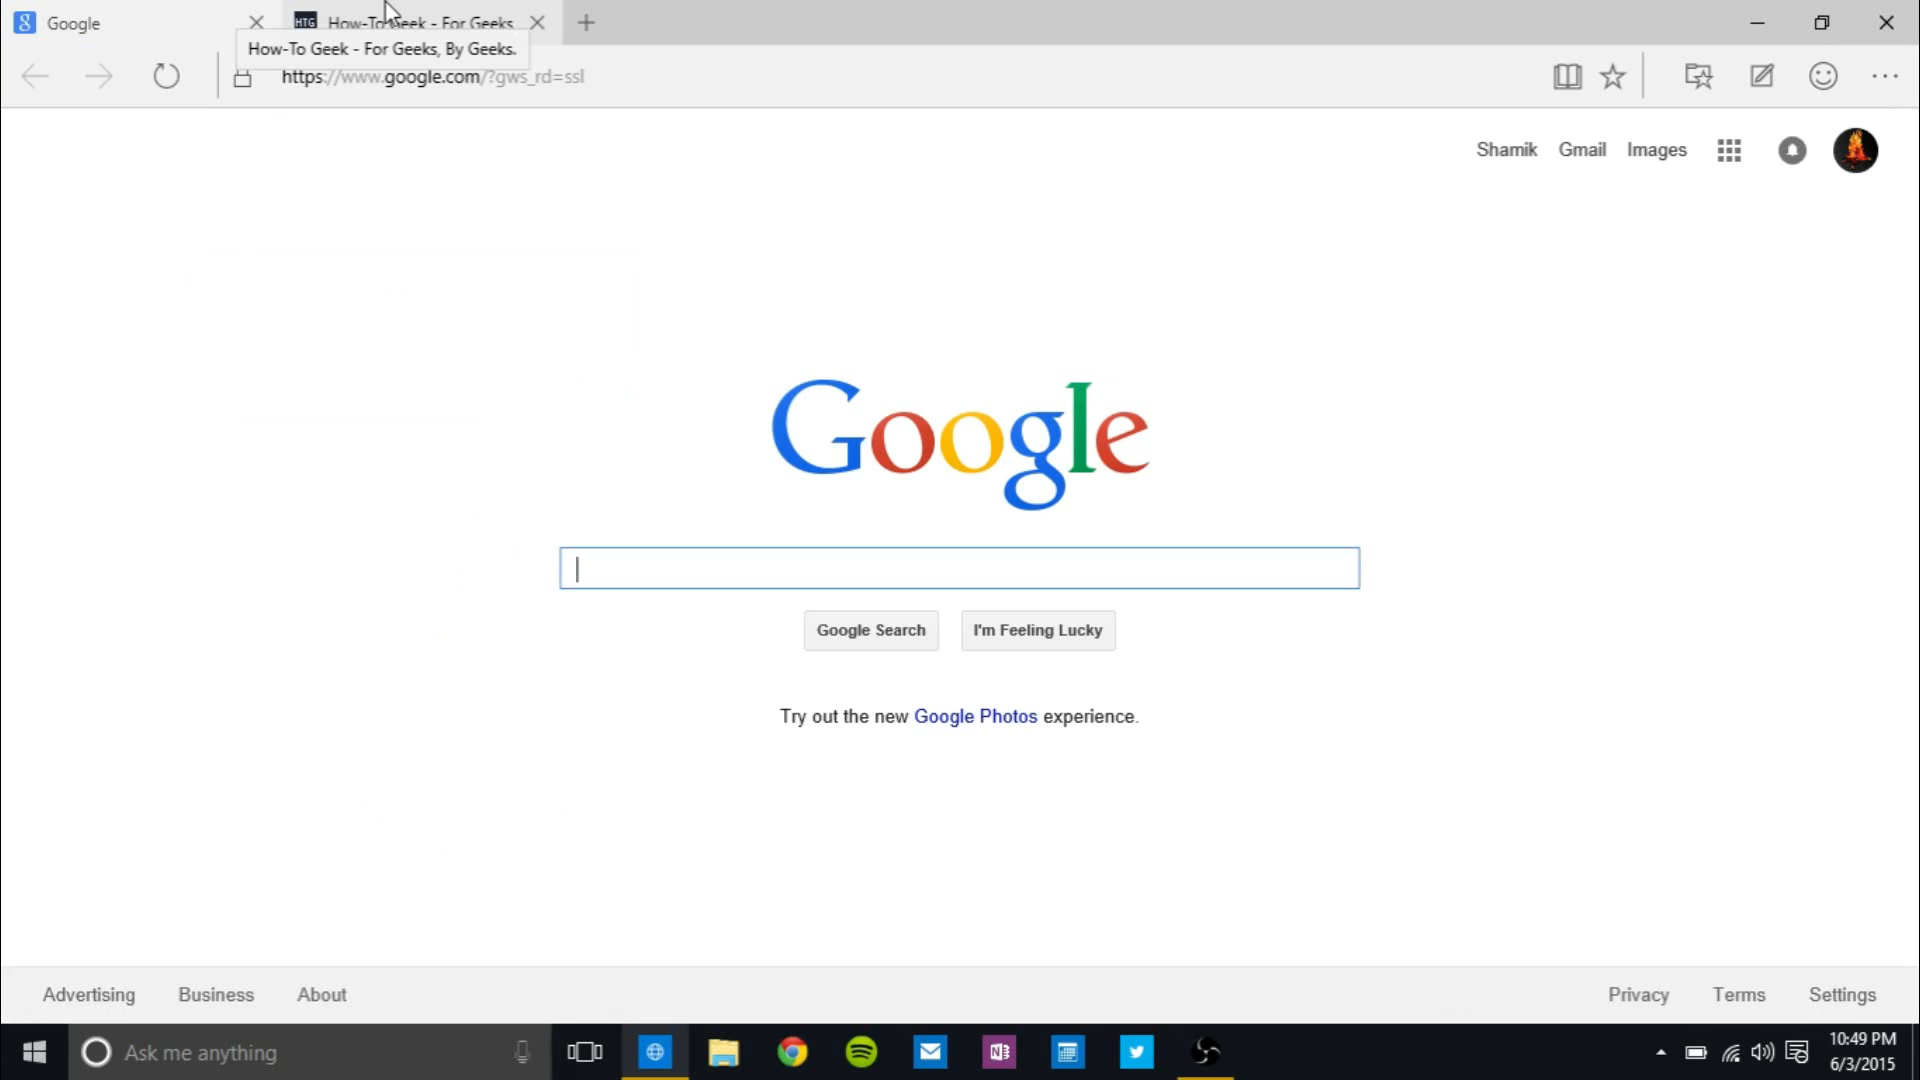 Google
HTG How-To Geek - For Geeks
How-To Geek - For Geeks, By Geeks.
https://www.google.com/?gws_rd=ssl
Shamik Gmail Images
Google
Google Search I'm Feeling Lucky
Try out the new Google Photos experience.
Advertising Business About
Privacy Terms Settings
Ask me anything
10:49 PM
6/3/2015